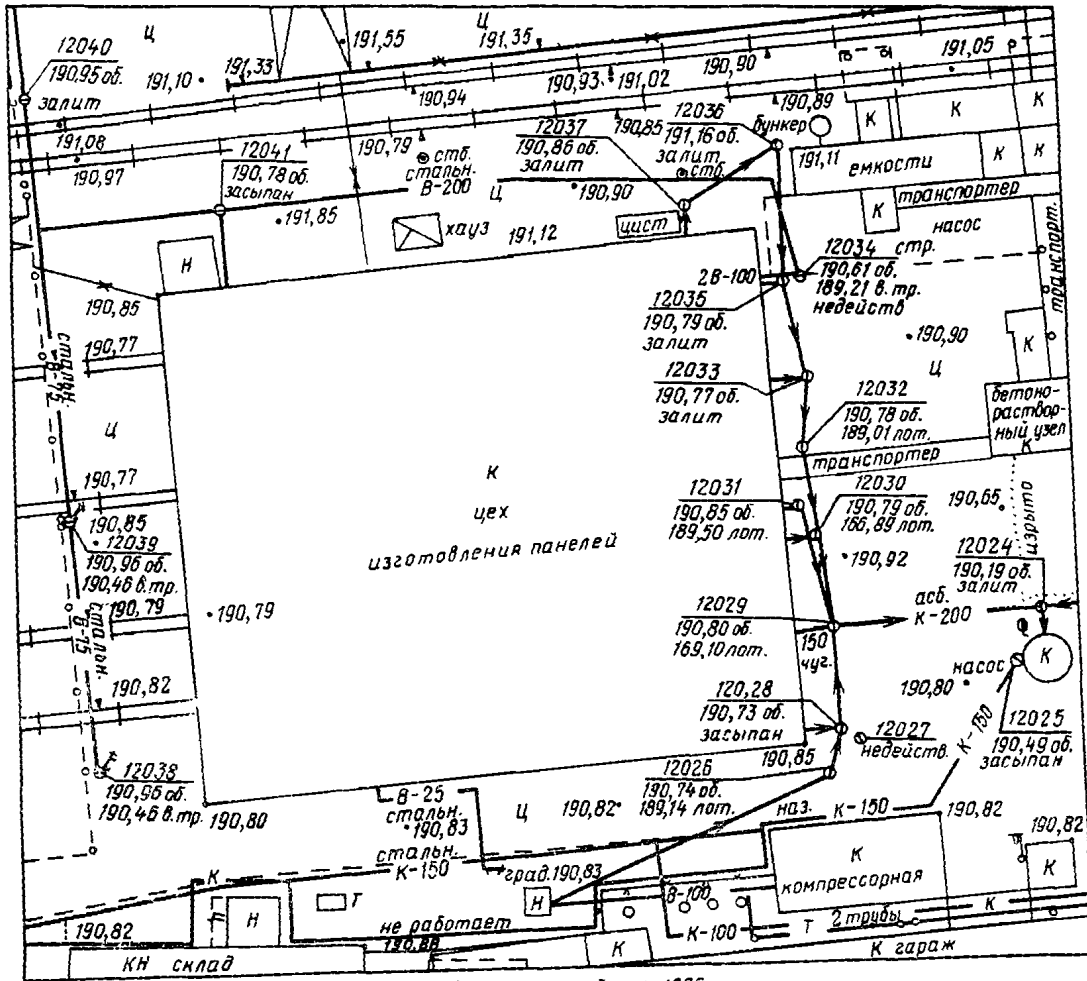 Ц
12040
190,95 об.
залит
191,10
191,33
191,55
191,35
190,94
190,93
191,02
190,90
191,05
191,08
190,97
12041
190,78 об.
засыпан
190,79
стб.
стальн.
В-200
Ц
12037
190,86 об.
залит
190,85
12036
191,16 об.
залит
стб.
190,89
бункер
К
К
К
191,11
емкости
К
К
транспортер
К
насос
транспорт.
191,85
хауз
190,90
191,12
цист
Н
190,85
2В-100
12034 стр.
190,61 об.
189,21 в.тр.
недейств
12035
190,79 об.
залит
190,90
Ц
К
стальн.
В-75
190,77
12033
190,77 об.
залит
12032
190,78 об.
189,01 лот.
бетоно-
раствор-
ный узел
К
Ц
транспортер
190,77
К
цех
изготовления панелей
12031
190,85 об.
189,50 лот.
12030
190,79 об.
166,89 лот.
190,65
изрыто
190,85
12039
190,96 об.
190,46 в.тр.
190,92
12024
190,19 об.
залит
190,79
190,79
стальн.
В-75
12029
190,80 об.
169,10 лот.
150
чуг.
асб.
К-200
К
насос
190,80
190,82
120,28
190,73 об.
засыпан
12027
недейств.
К-150
12025
190,49 об.
засыпан
12038
190,96 об.
190,46 в.тр.
190,80
190,85
12026
190,74 об.
189,14 лот.
В-25
стальн.
190,83
Ц
190,82
наз.
К-150
190,82
190,82
стальн.
К-150
град.
190,83
К
К
компрессорная
К
Т
Н
Н
В-100
не работает
К-100
Т
2 трубы
К
190,82
190,88
КН склад
К
К гараж